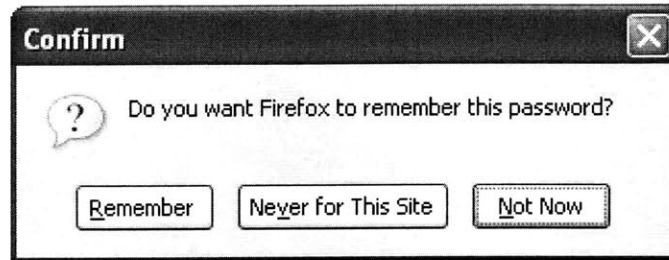 Confirm
Do you want Firefox to remember this password?
Remember Never for This Site Not Now